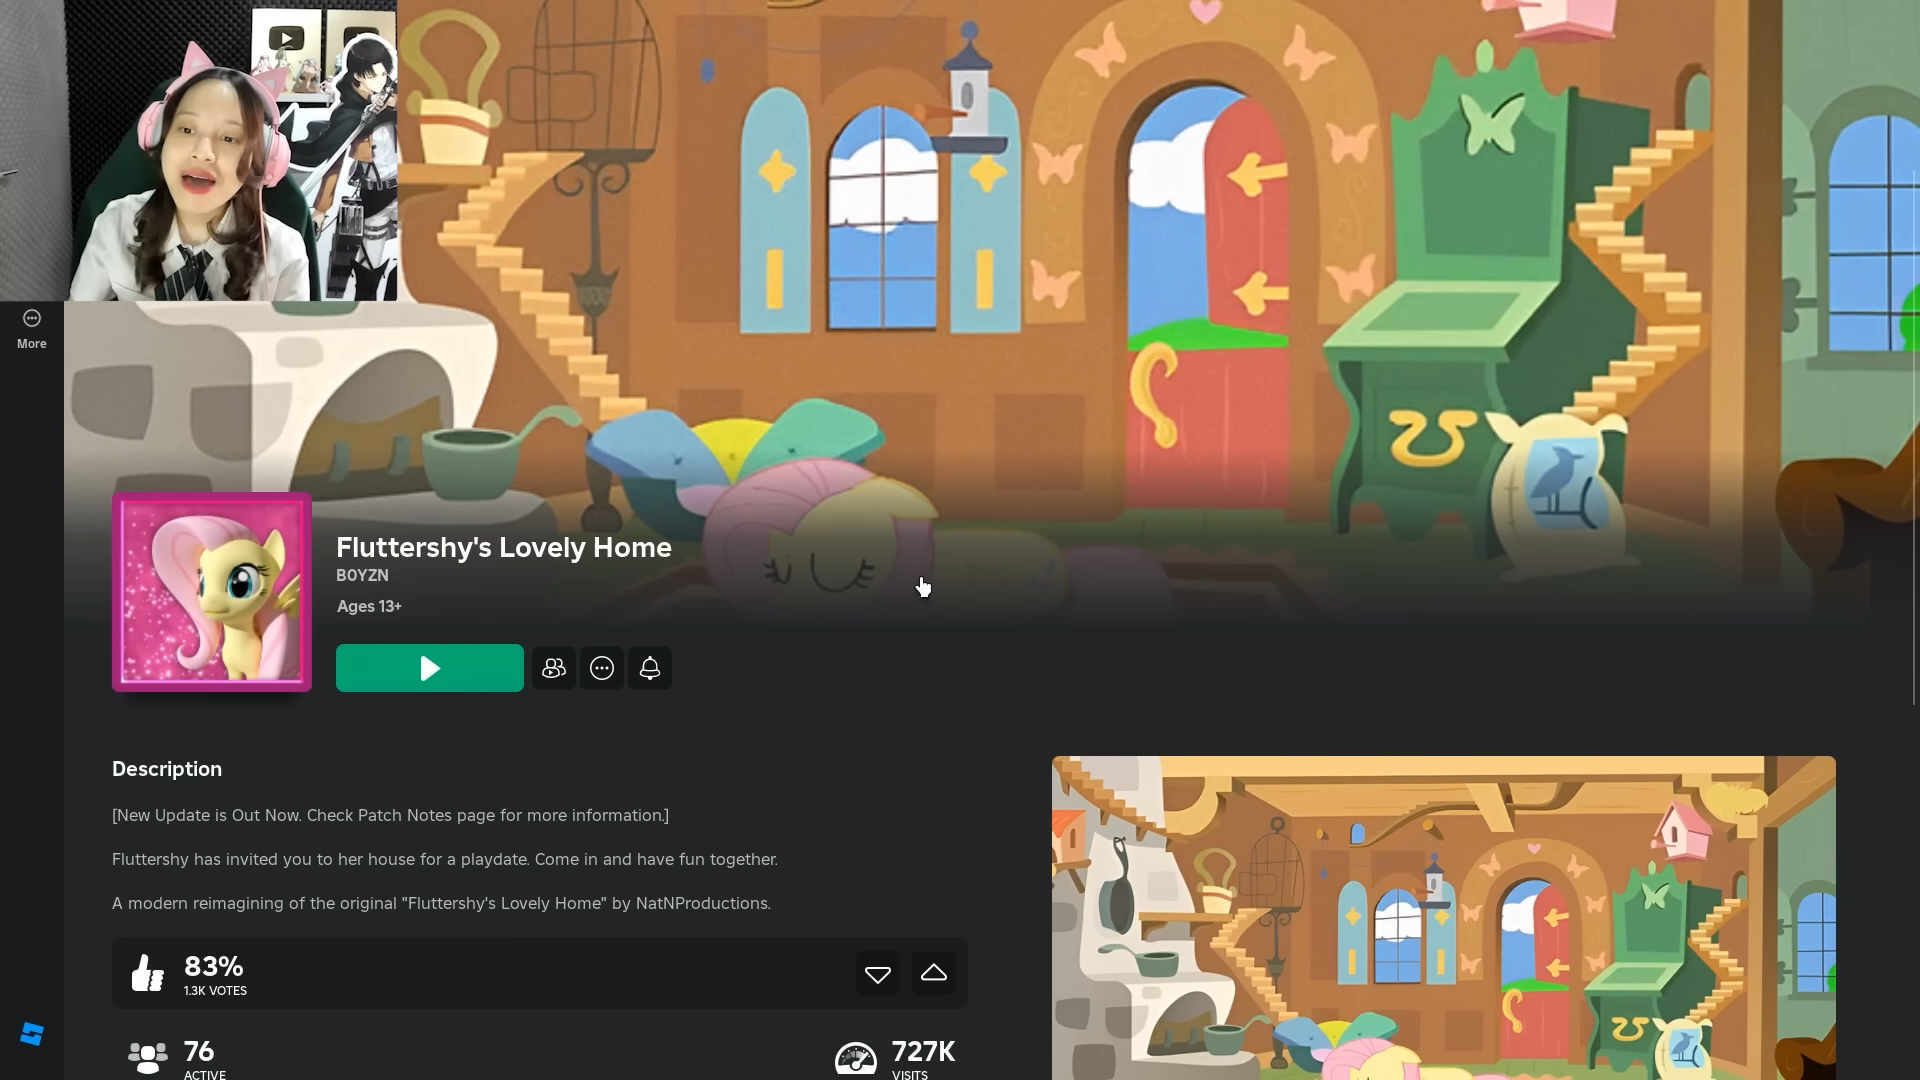 More
Fluttershy's Lovely Home
B0YZN
Ages 13+
Description
[New Update is Out Now. Check Patch Notes page for more information.]
Fluttershy has invited you to her house for a playdate. Come in and have fun together.
A modern reimagining of the original "Fluttershy's Lovely Home" by NatNProductions.
83%
1.3K VOTES
76
ACTIVE
727K
VISITS